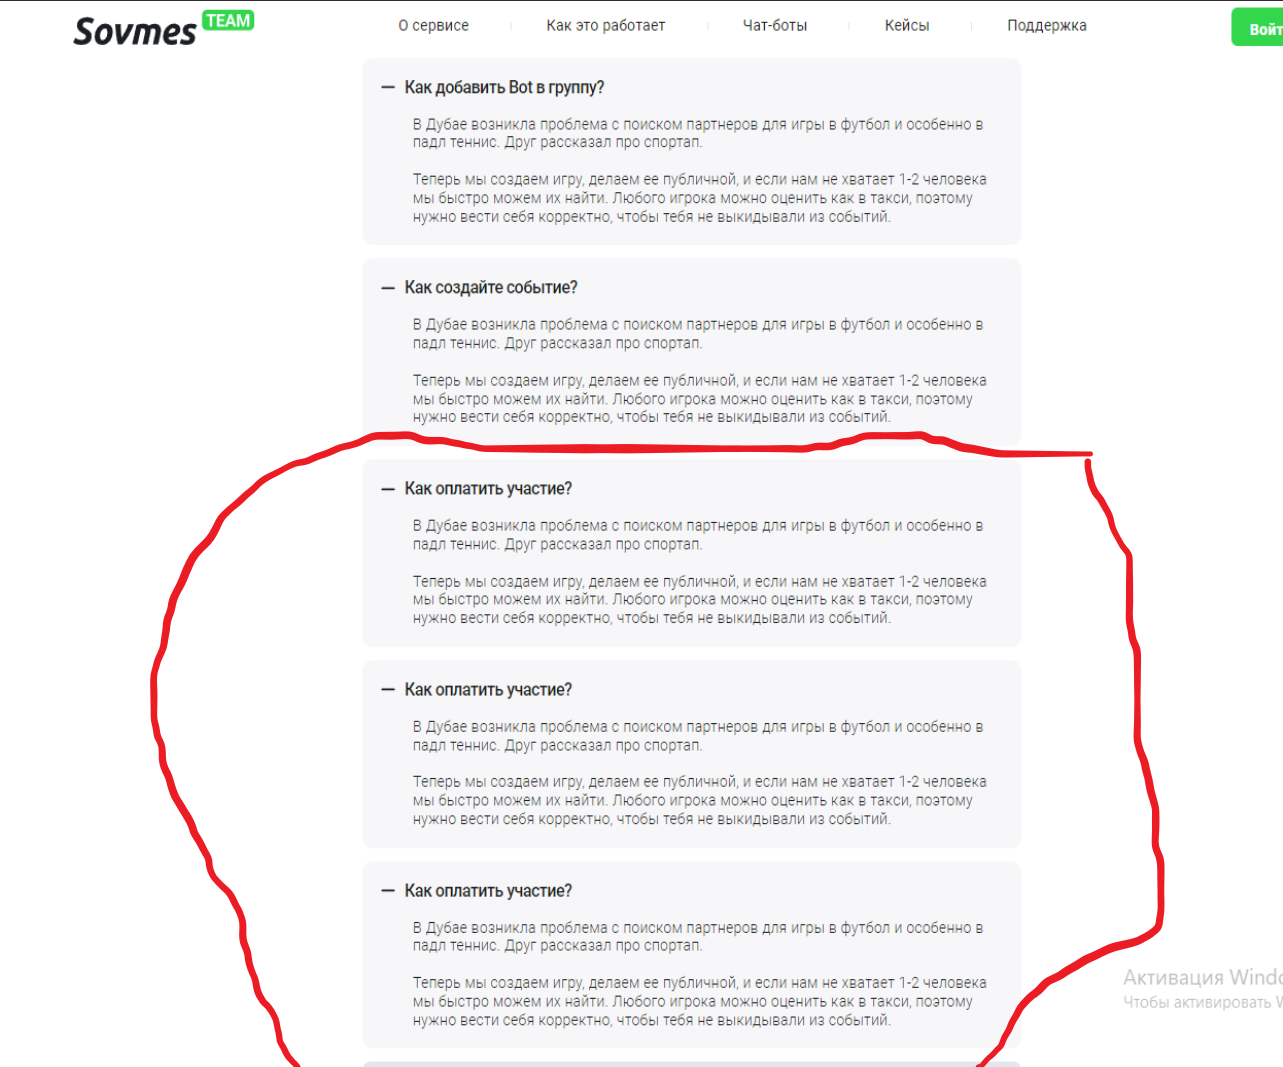 Sovmes TEAM
О сервисе Как это работает Чат-боты Кейсы Поддержка
Как добавить Bot в группу?
В Дубае возникла проблема с поиском партнеров для игры в футбол и особенно в
падл теннис. Друг рассказал про спортап.
Теперь мы создаем игру, делаем ее публичной, и если нам не хватает 1-2 человека
мы быстро можем их найти. Любого игрока можно оценить как в такси, поэтому
нужно вести себя корректно, чтобы тебя не выкидывали из событий.
Как создайте событие?
В Дубае возникла проблема с поиском партнеров для игры в футбол и особенно в
падл теннис. Друг рассказал про спортап.
Теперь мы создаем игру, делаем ее публичной, и если нам не хватает 1-2 человека
мы быстро можем их найти. Любого игрока можно оценить как в такси, поэтому
нужно вести себя корректно, чтобы тебя не выкидывали из событий.
Как оплатить участие?
В Дубае возникла проблема с поиском партнеров для игры в футбол и особенно в
падл теннис. Друг рассказал про спортап.
Теперь мы создаем игру, делаем ее публичной, и если нам не хватает 1-2 человека
мы быстро можем их найти. Любого игрока можно оценить как в такси, поэтому
нужно вести себя корректно, чтобы тебя не выкидывали из событий.
Как оплатить участие?
В Дубае возникла проблема с поиском партнеров для игры в футбол и особенно в
падл теннис. Друг рассказал про спортап.
Теперь мы создаем игру, делаем ее публичной, и если нам не хватает 1-2 человека
мы быстро можем их найти. Любого игрока можно оценить как в такси, поэтому
нужно вести себя корректно, чтобы тебя не выкидывали из событий.
Как оплатить участие?
В Дубае возникла проблема с поиском партнеров для игры в футбол и особенно в
падл теннис. Друг рассказал про спортап.
Теперь мы создаем игру, делаем ее публичной, и если нам не хватает 1-2 человека
мы быстро можем их найти. Любого игрока можно оценить как в такси, поэтому
нужно вести себя корректно, чтобы тебя не выкидывали из событий.
Активация
Чтобы активировать